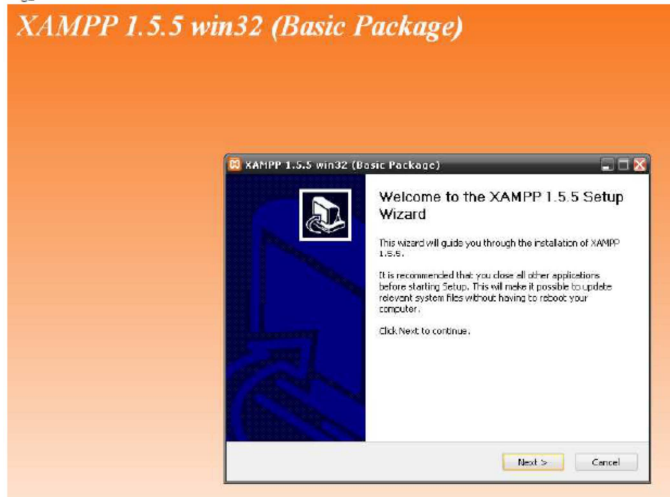 XAMPP 1.5.5 win32 (Basic Package)
XAMPP 1.5.5 win32 (Basic Package)
Welcome to the XAMPP 1.5.5 Setup
Wizard
This wizard will guide you through the installation of XAMPP
1.5.5.
It is recommended that you close all other applications
before starting Setup. This will make it possible to update
relevant system files without having to reboot your
computer.
Click Next to continue.
Next >
Cancel